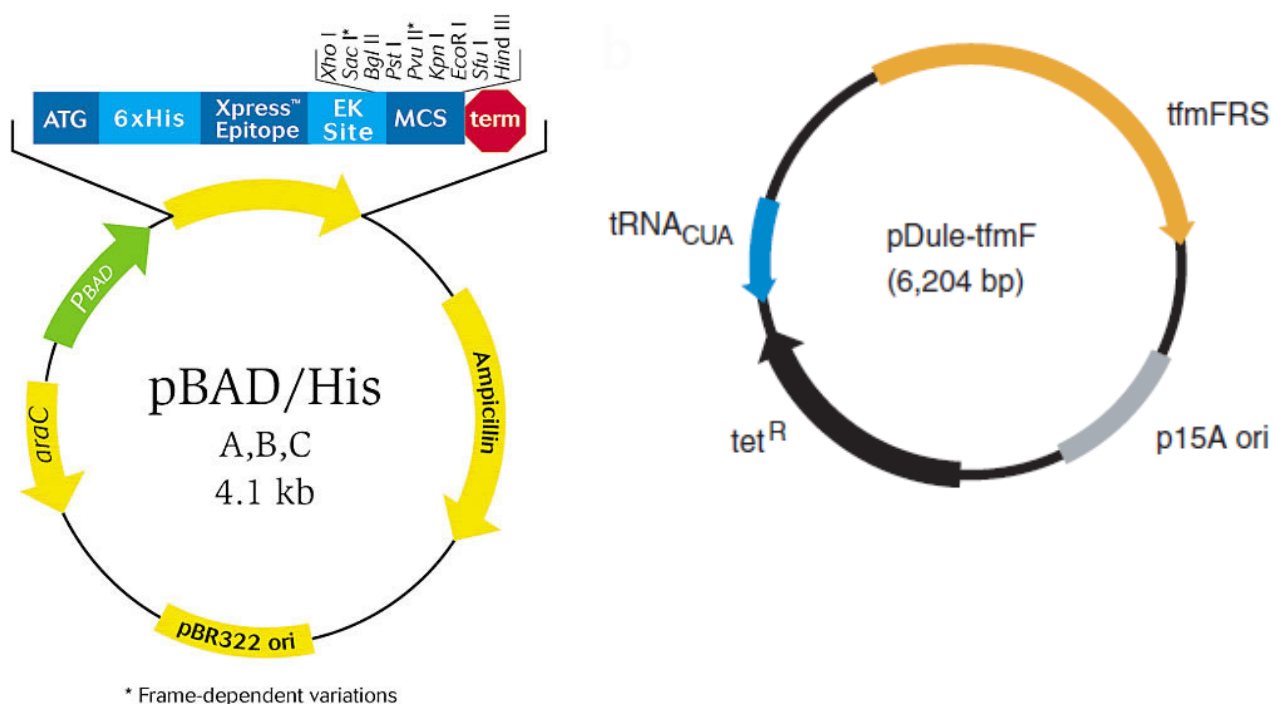 Xho I
Sac I*
Bgl II
Pst I
Pvu II*
Kpn I
EcoR I
Sfu I
Hind III
ATG
6xHis
Xpress™
Epitope
EK
Site
MCS
term
PBAD
araC
Ampicillin
pBR322 ori
pBAD/His
A,B,C
4.1 kb
* Frame-dependent variations
b
tfmFRS
tRNACUA
pDule-tfmF
(6,204 bp)
tetR
p15A ori